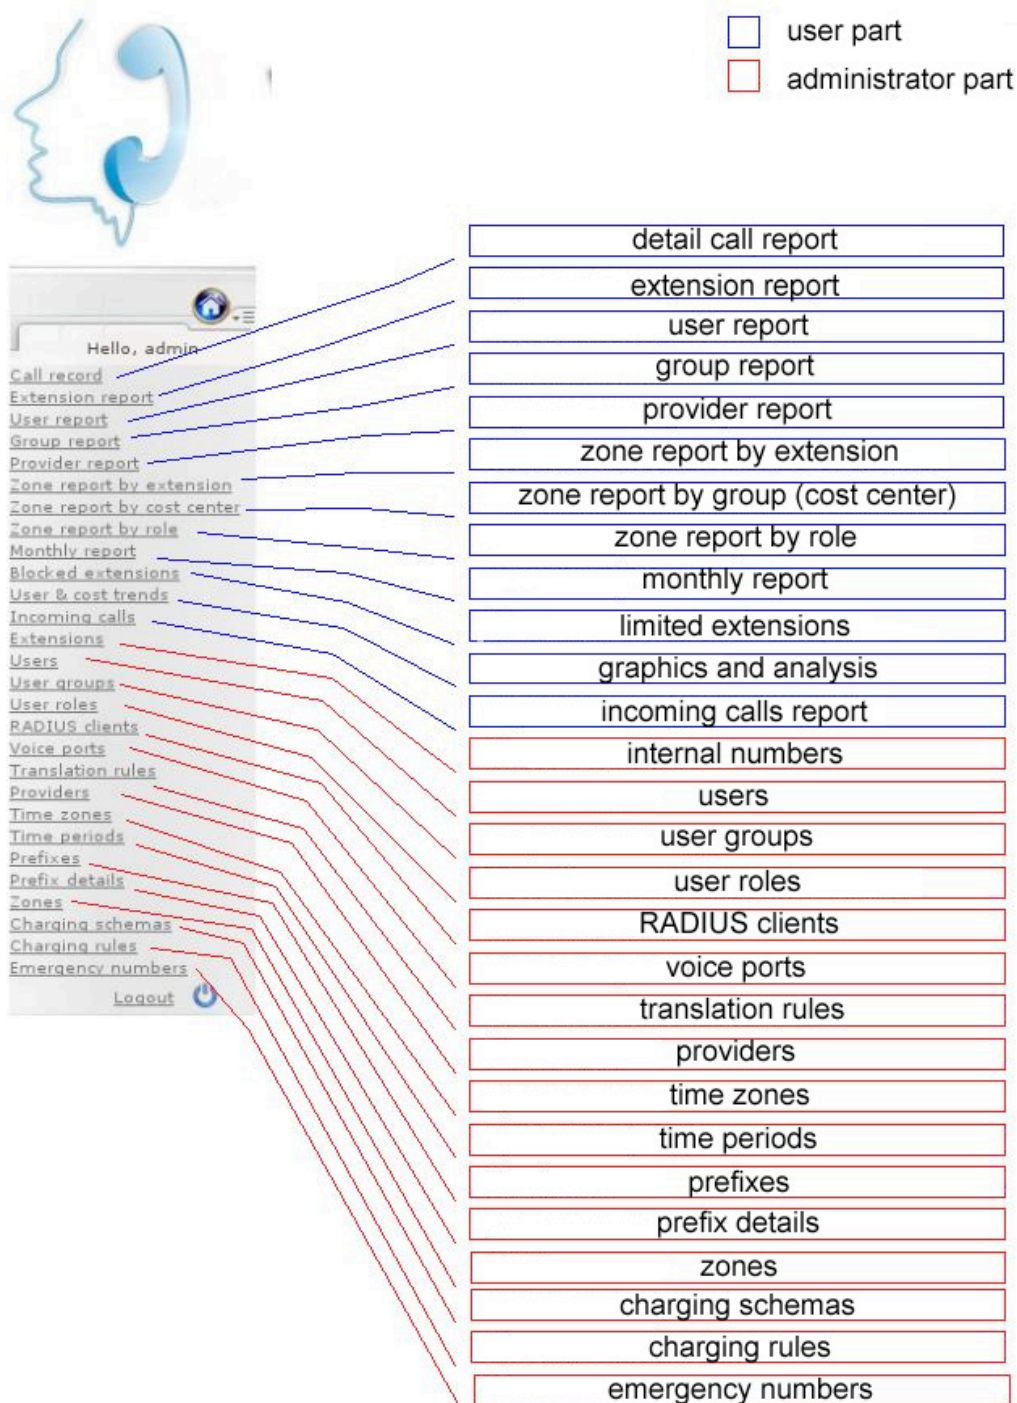 user part
administrator part
Hello, admin
Call record
Extension report
User report
Group report
Provider report
Zone report by extension
Zone report by cost center
Zone report by role
Monthly report
Blocked extensions
User & cost trends
Incoming calls
Extensions
Users
User groups
User roles
RADIUS clients
Voice ports
Translation rules
Providers
Time zones
Time periods
Prefixes
Prefix details
Zones
Charging schemas
Charging rules
Emergency numbers
Logout
detail call report
extension report
user report
group report
provider report
zone report by extension
zone report by group (cost center)
zone report by role
monthly report
limited extensions
graphics and analysis
incoming calls report
internal numbers
users
user groups
user roles
RADIUS clients
voice ports
translation rules
providers
time zones
time periods
prefixes
prefix details
zones
charging schemas
charging rules
emergency numbers